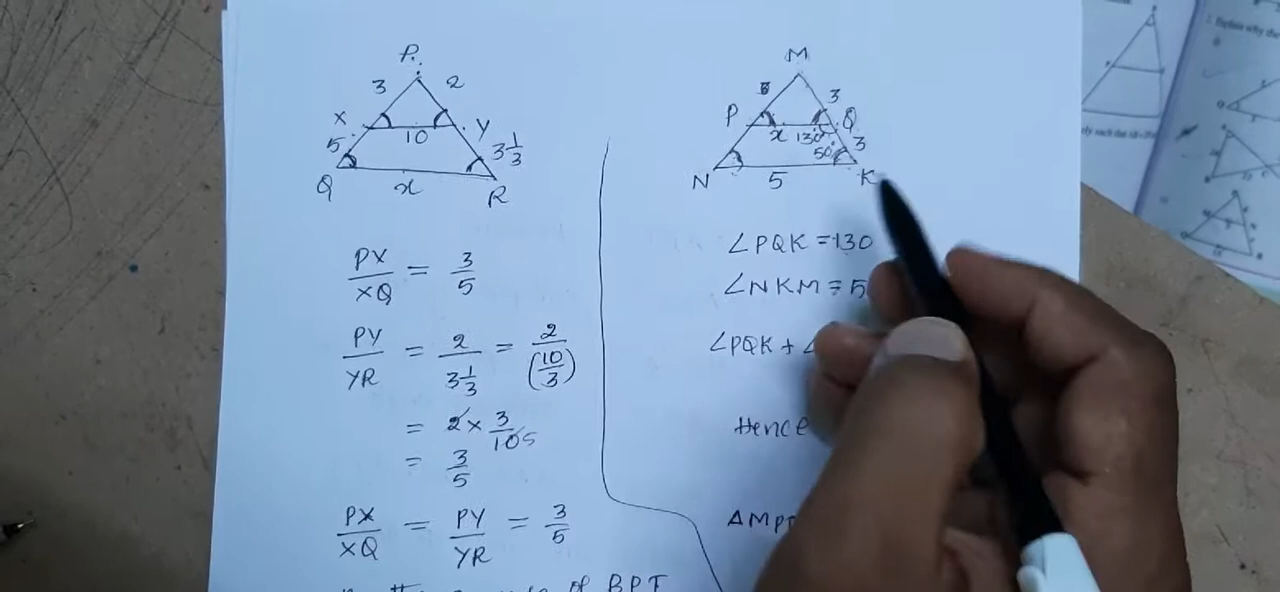 P
3 2
X Y
5 10 3 1/3
Q x R
PX/XQ = 3/5
PY/YR = 2/(3 1/3) = 2/(10/3)
= 2 × 3/10 5
= 3/5
PX/XQ = PY/YR = 3/5
of BPT
M
3
P Q
x 130° 3
50°
N 5 K
∠PQK = 130
∠NKM = 5
∠PQK + ∠
Hence